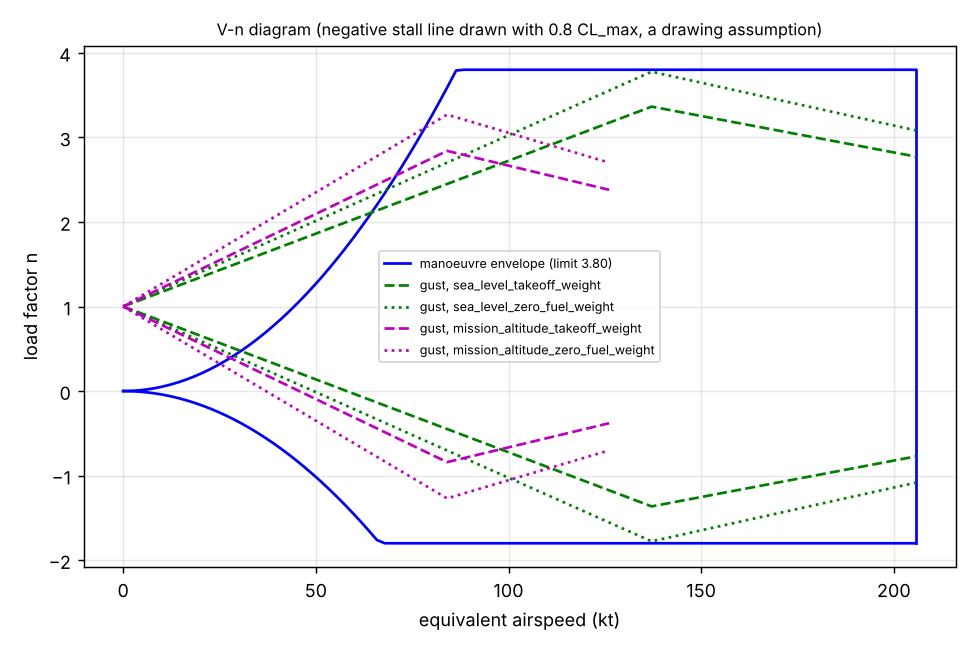 V-n diagram (negative stall line drawn with 0.8 CL_max, a drawing assumption)
load factor n
4
3
2
1
0
−1
−2
manoeuvre envelope (limit 3.80)
gust, sea_level_takeoff_weight
gust, sea_level_zero_fuel_weight
gust, mission_altitude_takeoff_weight
gust, mission_altitude_zero_fuel_weight
0 50 100 150 200
equivalent airspeed (kt)